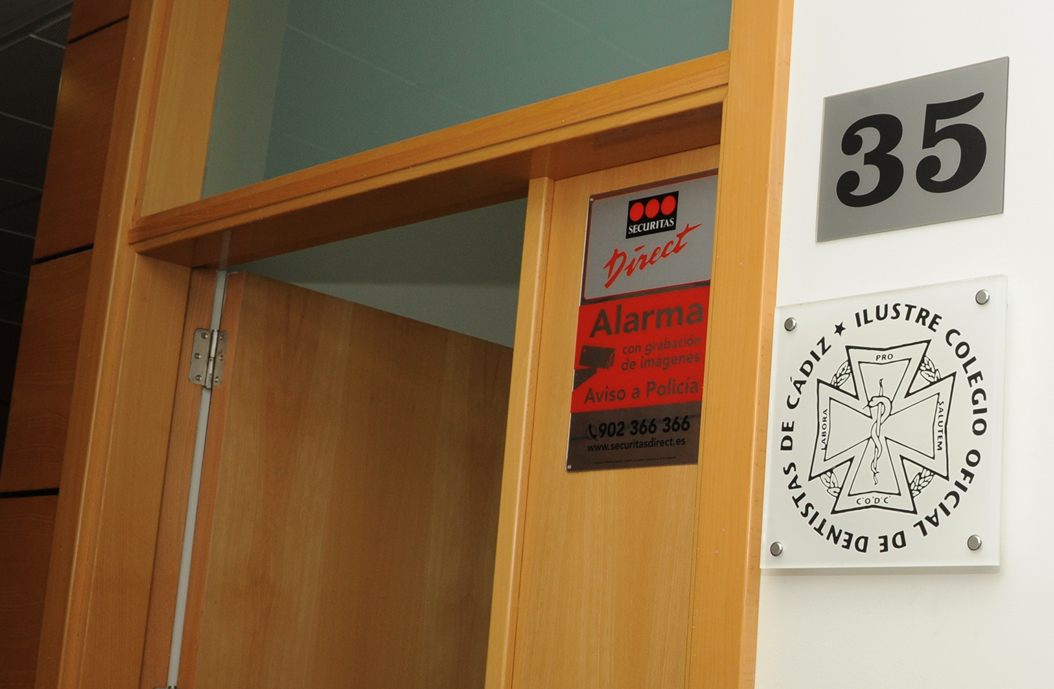 SECURITAS
Direct
Alarma
con grabación
de imágenes
Aviso a Policía
902 366 366
www.securitasdirect.es
35
★ ILUSTRE COLEGIO OFICIAL DE DENTISTAS DE CÁDIZ
PRO
LABORA
SALUTEM
C.O.D.C.